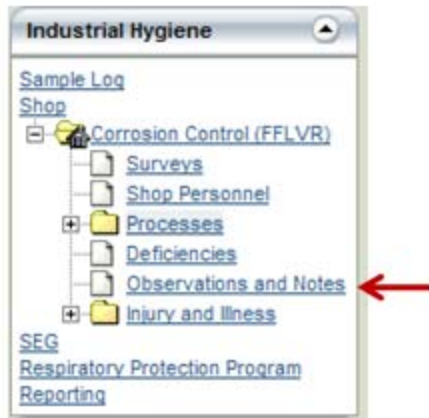 Industrial Hygiene
Sample Log
Shop
Corrosion Control (FFLVR)
Surveys
Shop Personnel
Processes
Deficiencies
Observations and Notes
Injury and Illness
SEG
Respiratory Protection Program
Reporting